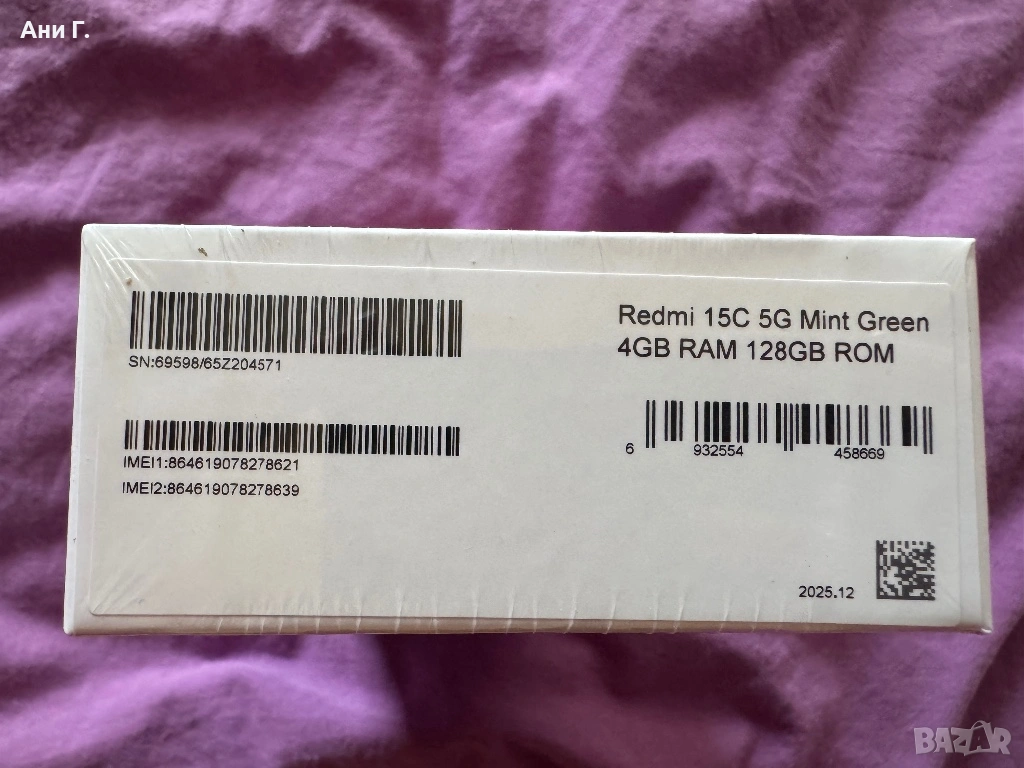 Ани Г.
SN:69598/65Z204571
Redmi 15C 5G Mint Green
4GB RAM 128GB ROM
IMEI1:864619078278621
IMEI2:864619078278639
6 932554 458669
2025.12
BAZAR